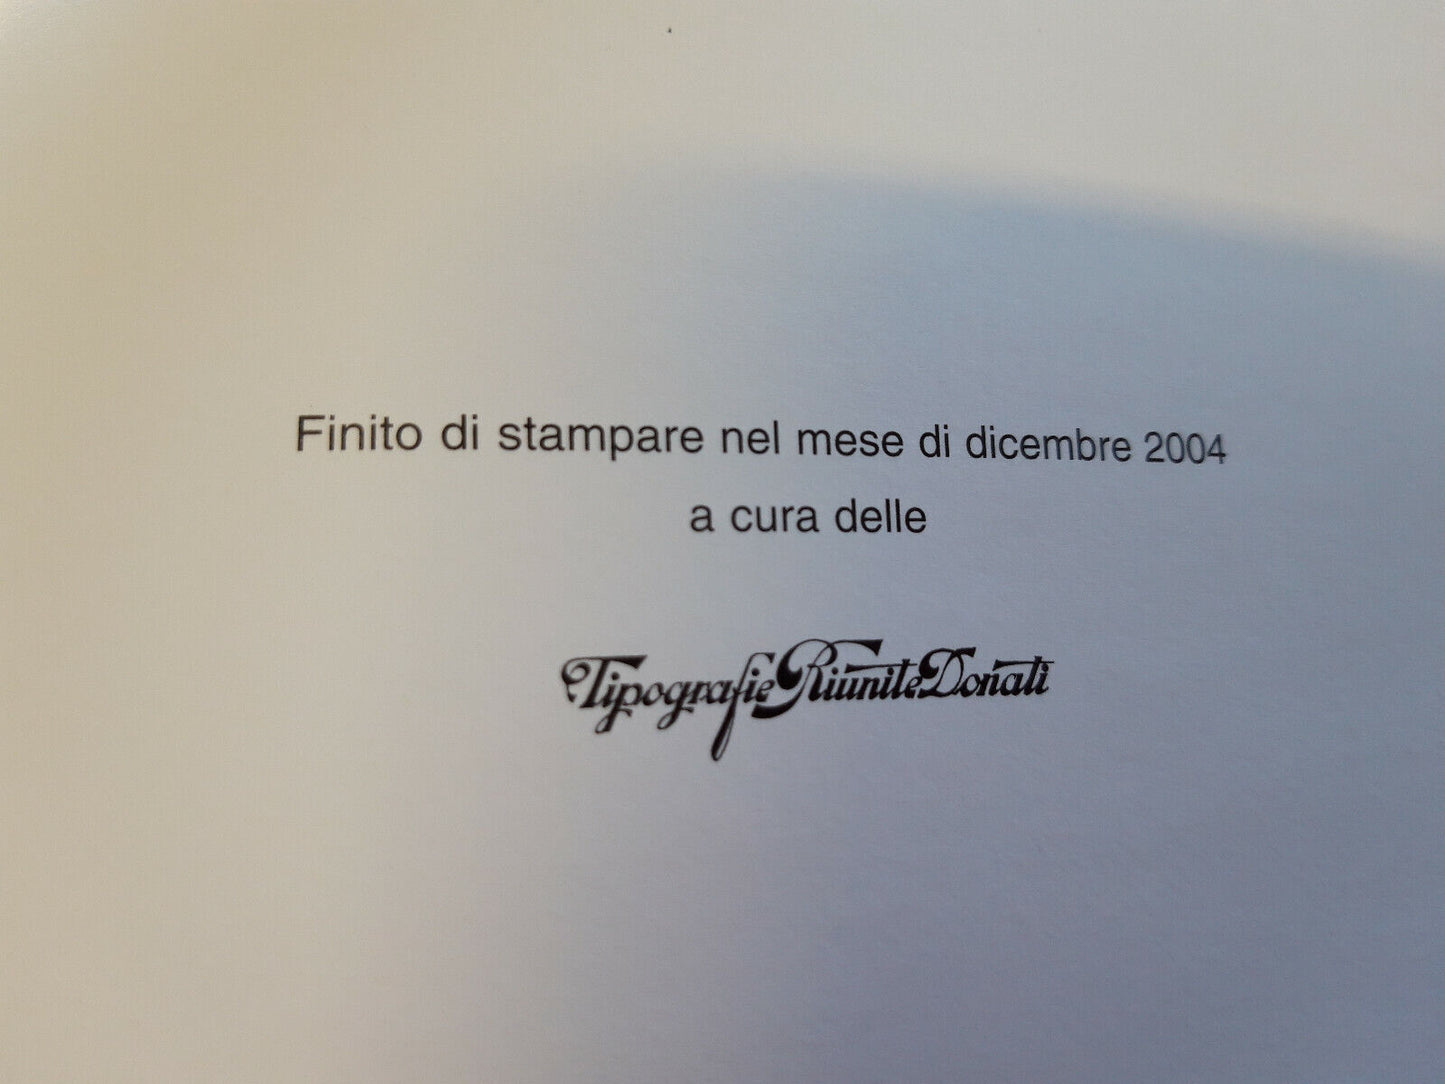 Finito di stampare nel mese di dicembre 2004
a cura delle
Tipografie Riunite Donati